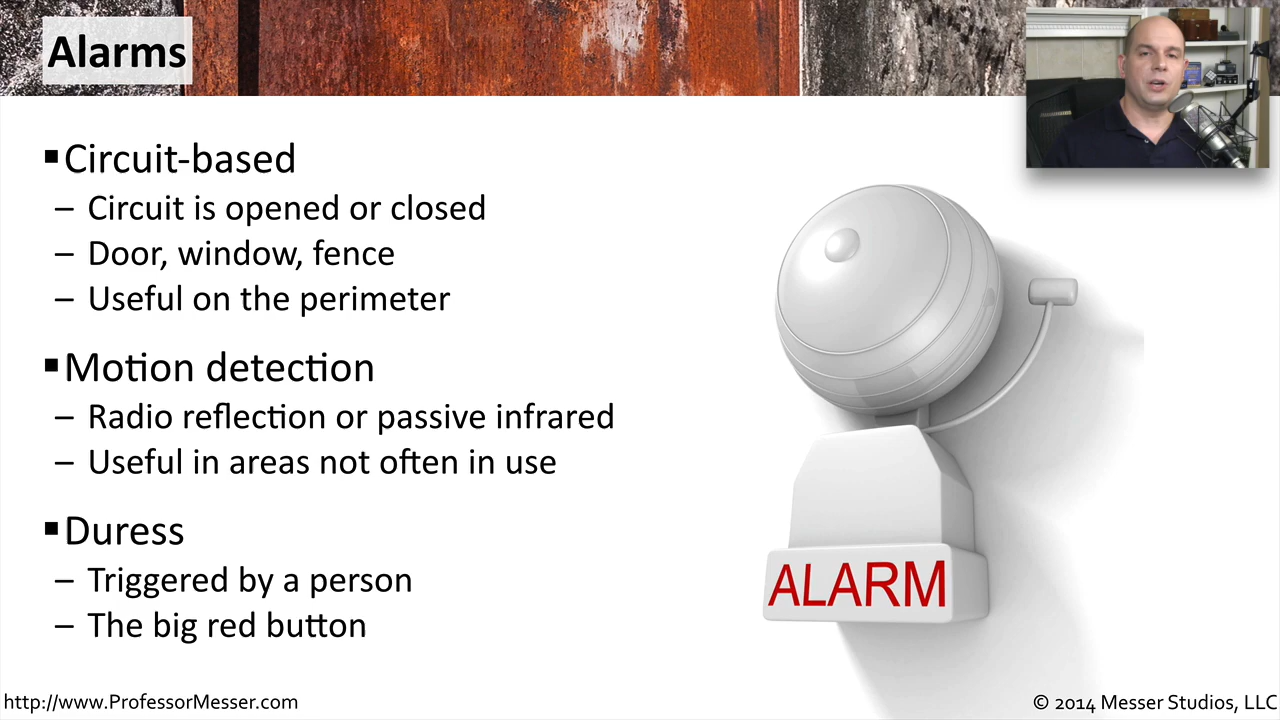 Alarms
▪Circuit-based
– Circuit is opened or closed
– Door, window, fence
– Useful on the perimeter
▪Motion detection
– Radio reflection or passive infrared
– Useful in areas not often in use
▪Duress
– Triggered by a person
– The big red button
ALARM
http://www.ProfessorMesser.com
© 2014 Messer Studios, LLC